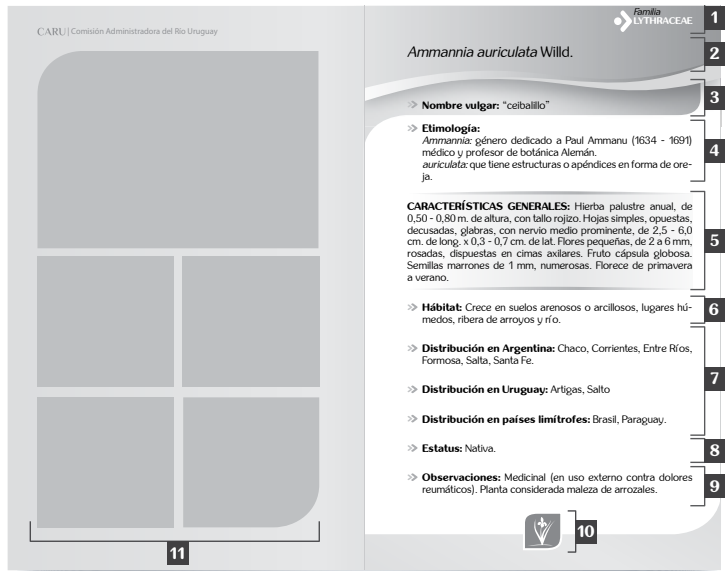 CARU | Comisión Administradora del Río Uruguay
11
Familia
LYTHRACEAE
1
Ammannia auriculata Willd.
2
Nombre vulgar: "ceibalillo"
3
Etimología:
Ammannia: género dedicado a Paul Ammanu (1634 - 1691)
médico y profesor de botánica Alemán.
auriculata: que tiene estructuras o apéndices en forma de ore-
ja.
4
CARACTERÍSTICAS GENERALES: Hierba palustre anual, de
0,50 - 0,80 m. de altura, con tallo rojizo. Hojas simples, opuestas,
decusadas, glabras, con nervio medio prominente, de 2,5 - 6,0
cm. de long. x 0,3 - 0,7 cm. de lat. Flores pequeñas, de 2 a 6 mm,
rosadas, dispuestas en cimas axilares. Fruto cápsula globosa.
Semillas marrones de 1 mm, numerosas. Florece de primavera
a verano.
5
Hábitat: Crece en suelos arenosos o arcillosos, lugares hú-
medos, ribera de arroyos y río.
6
Distribución en Argentina: Chaco, Corrientes, Entre Ríos,
Formosa, Salta, Santa Fe.
Distribución en Uruguay: Artigas, Salto
Distribución en países limítrofes: Brasil, Paraguay.
7
Estatus: Nativa.
8
Observaciones: Medicinal (en uso externo contra dolores
reumáticos). Planta considerada maleza de arrozales.
9
10